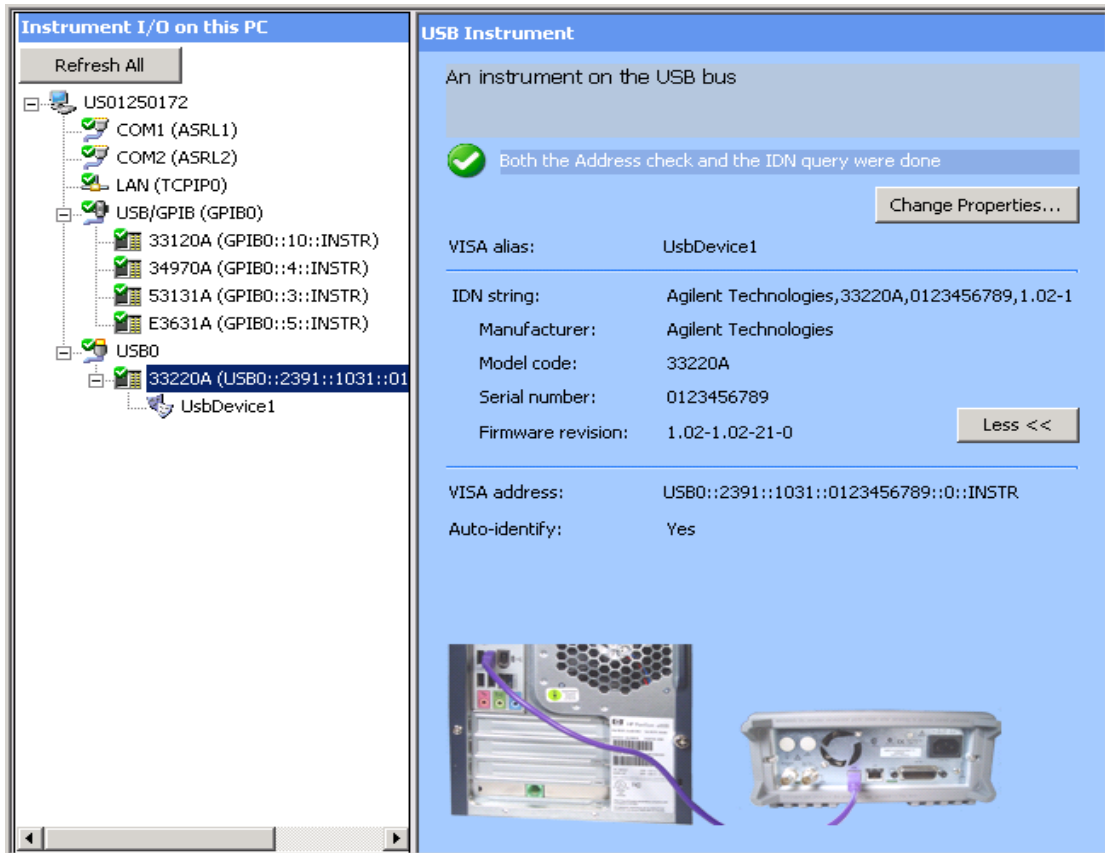 Instrument I/O on this PC
Refresh All
US01250172
COM1 (ASRL1)
COM2 (ASRL2)
LAN (TCPIP0)
USB/GPIB (GPIB0)
33120A (GPIB0::10::INSTR)
34970A (GPIB0::4::INSTR)
53131A (GPIB0::3::INSTR)
E3631A (GPIB0::5::INSTR)
USB0
33220A (USB0::2391::1031::01
UsbDevice1
USB Instrument
An instrument on the USB bus
Both the Address check and the IDN query were done
Change Properties...
VISA alias: UsbDevice1
IDN string: Agilent Technologies,33220A,0123456789,1.02-1
Manufacturer: Agilent Technologies
Model code: 33220A
Serial number: 0123456789
Firmware revision: 1.02-1.02-21-0
Less <<
VISA address: USB0::2391::1031::0123456789::0::INSTR
Auto-identify: Yes